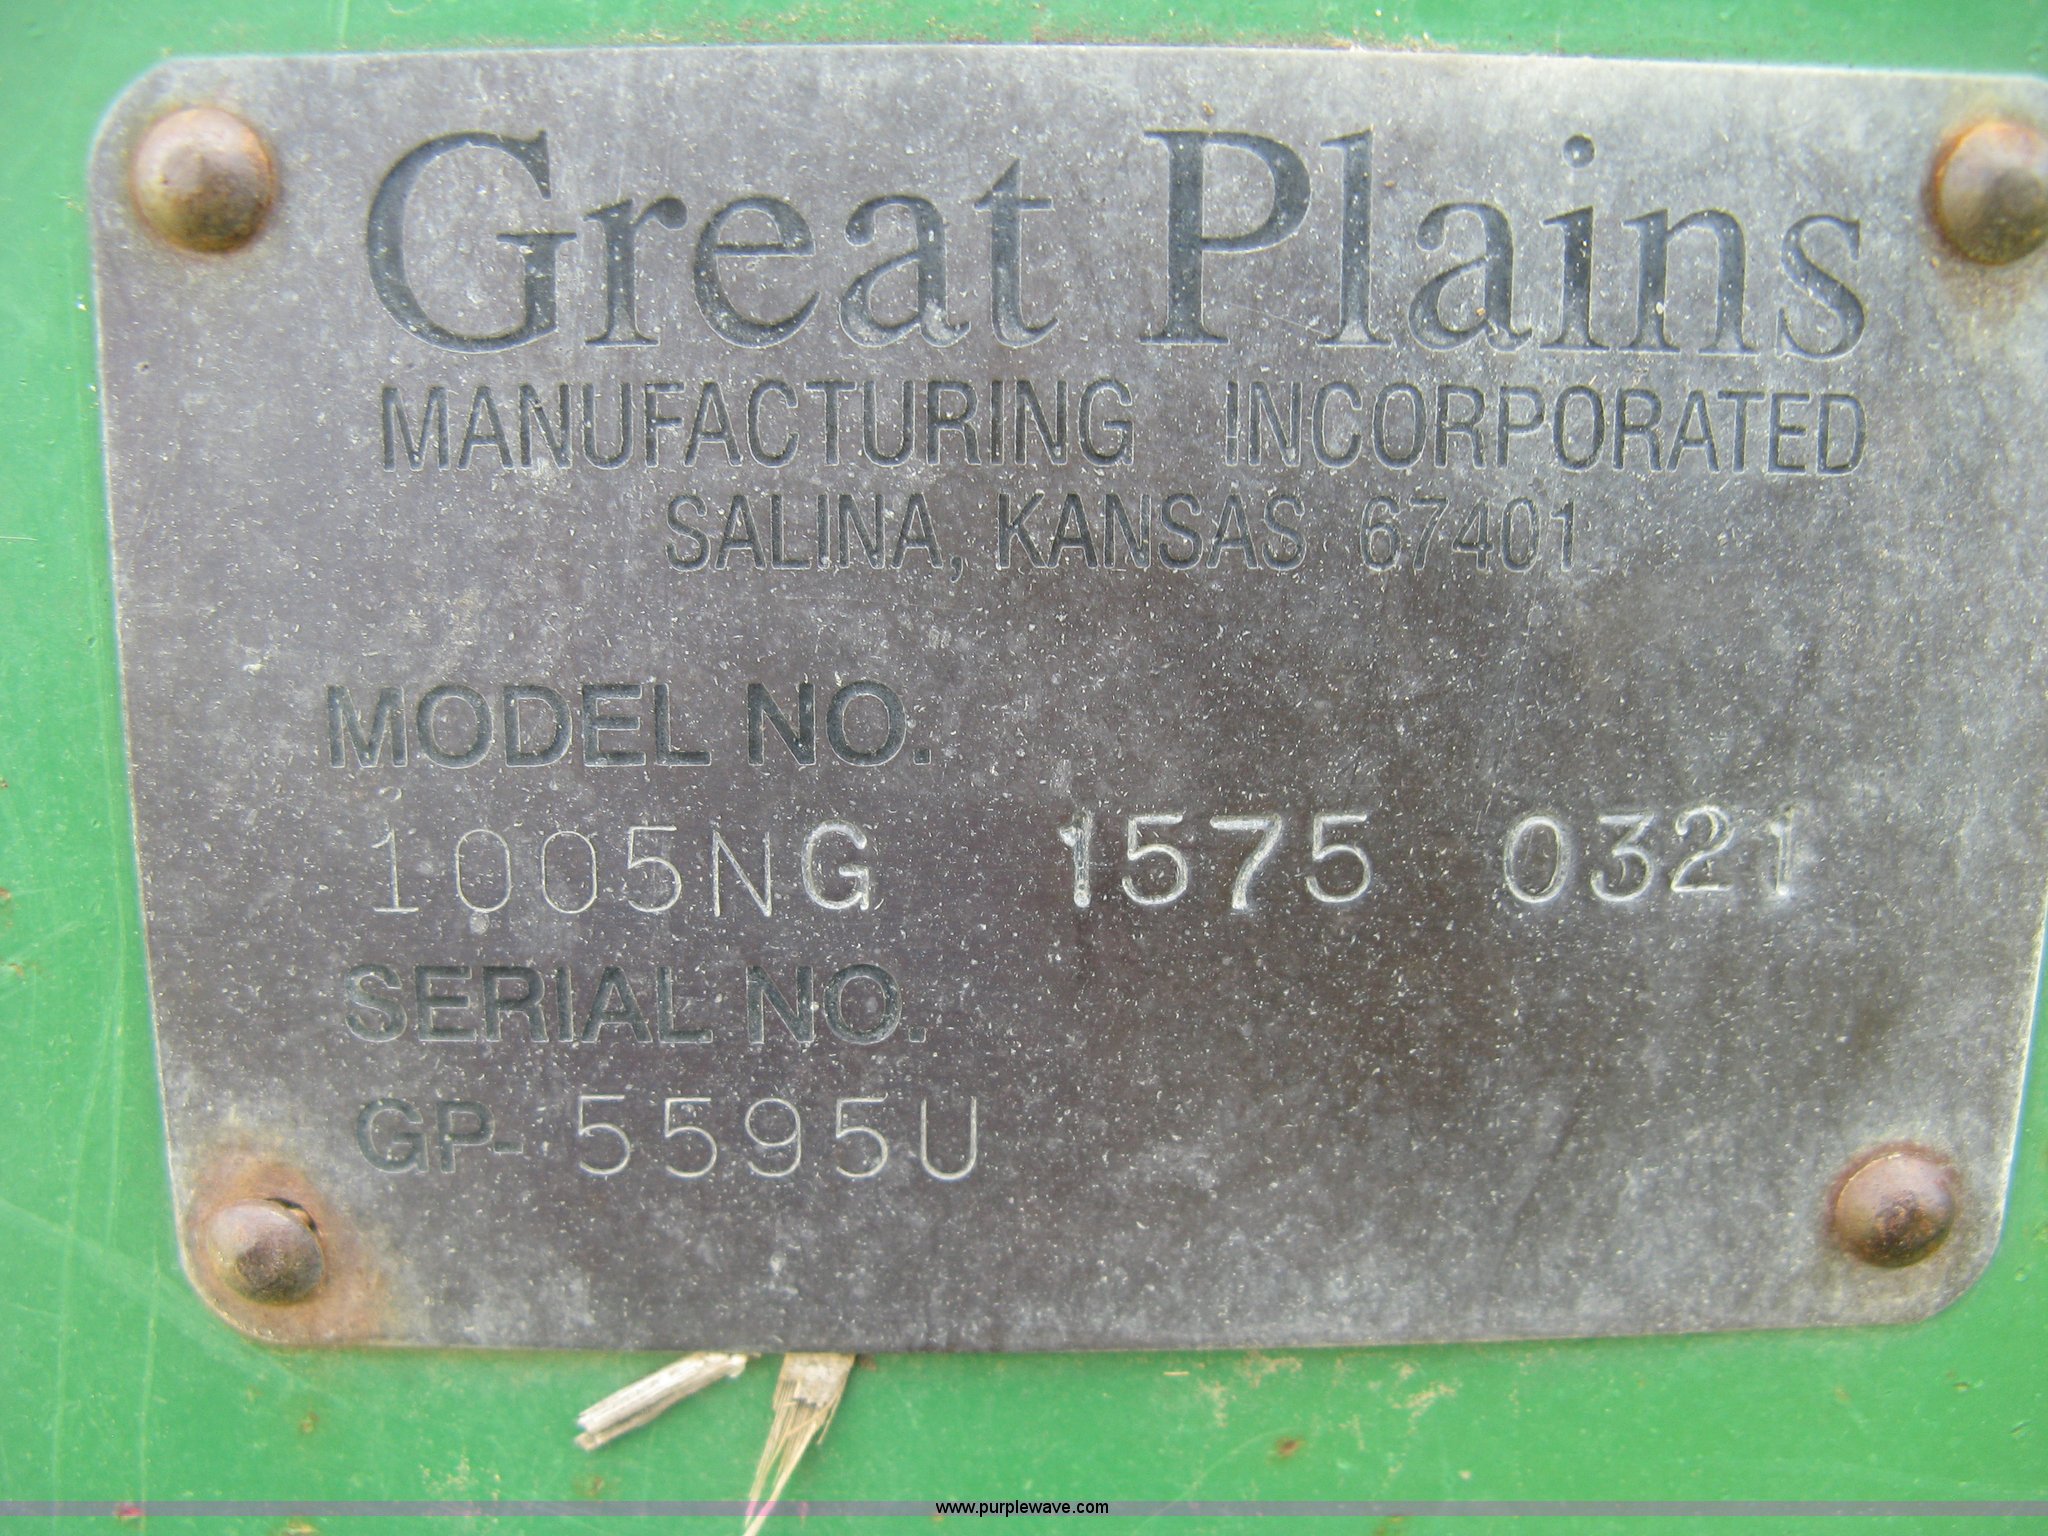 Great Plains
MANUFACTURING INCORPORATED
SALINA, KANSAS 67401
MODEL NO.
1005NG 1575 0321
SERIAL NO.
GP- 5595U
www.purplewave.com